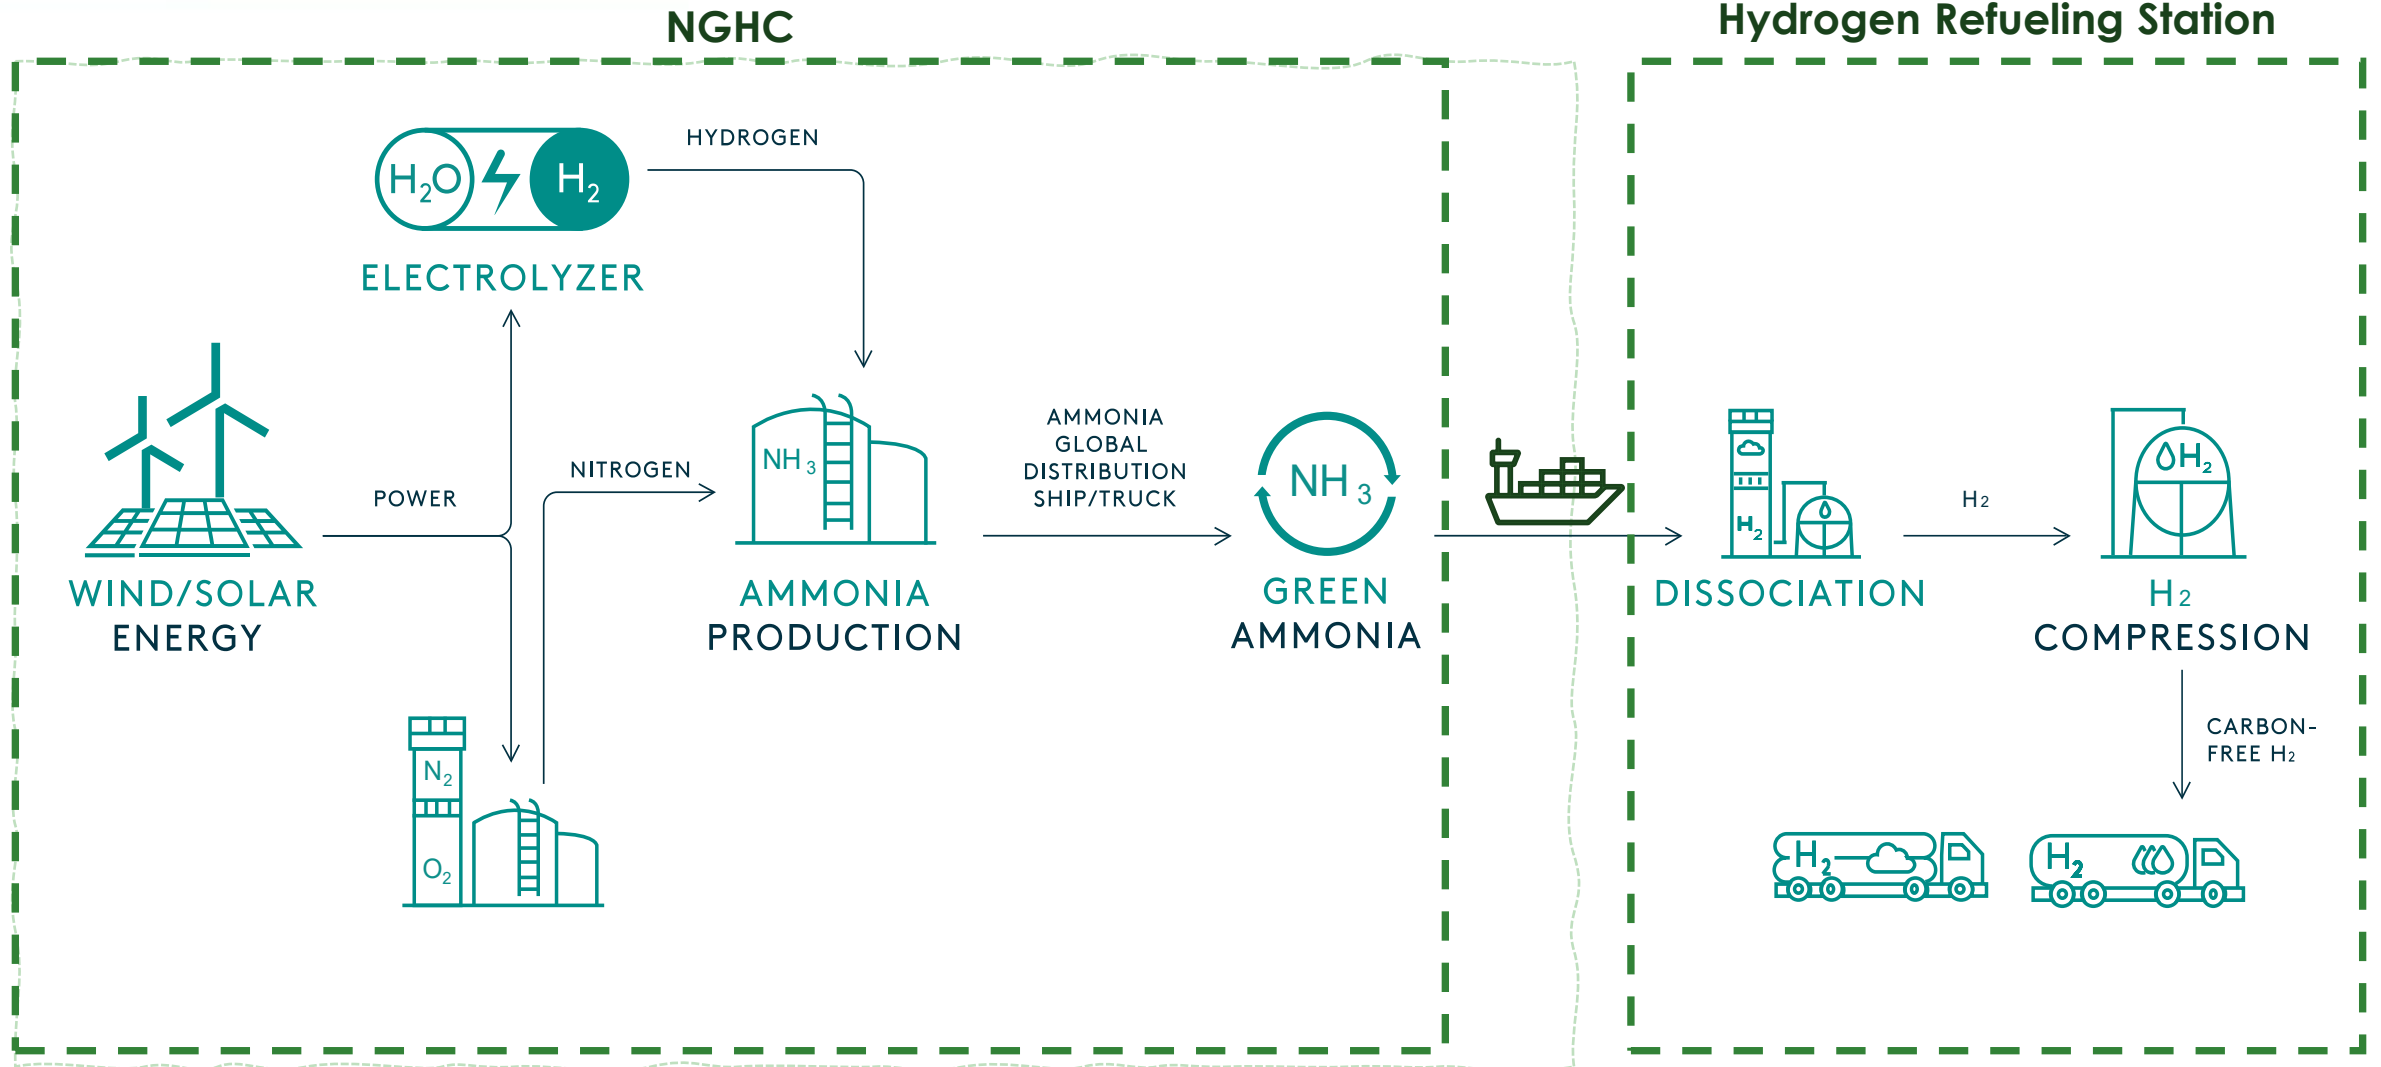 NGHC
Hydrogen Refueling Station
H₂O
H₂
HYDROGEN
ELECTROLYZER
POWER
WIND/SOLAR
ENERGY
NITROGEN
N₂
O₂
NH₃
AMMONIA
PRODUCTION
AMMONIA
GLOBAL
DISTRIBUTION
SHIP/TRUCK
NH₃
GREEN
AMMONIA
H₂
DISSOCIATION
H₂
H₂
H₂
COMPRESSION
CARBON-
FREE H₂
H₂
H₂